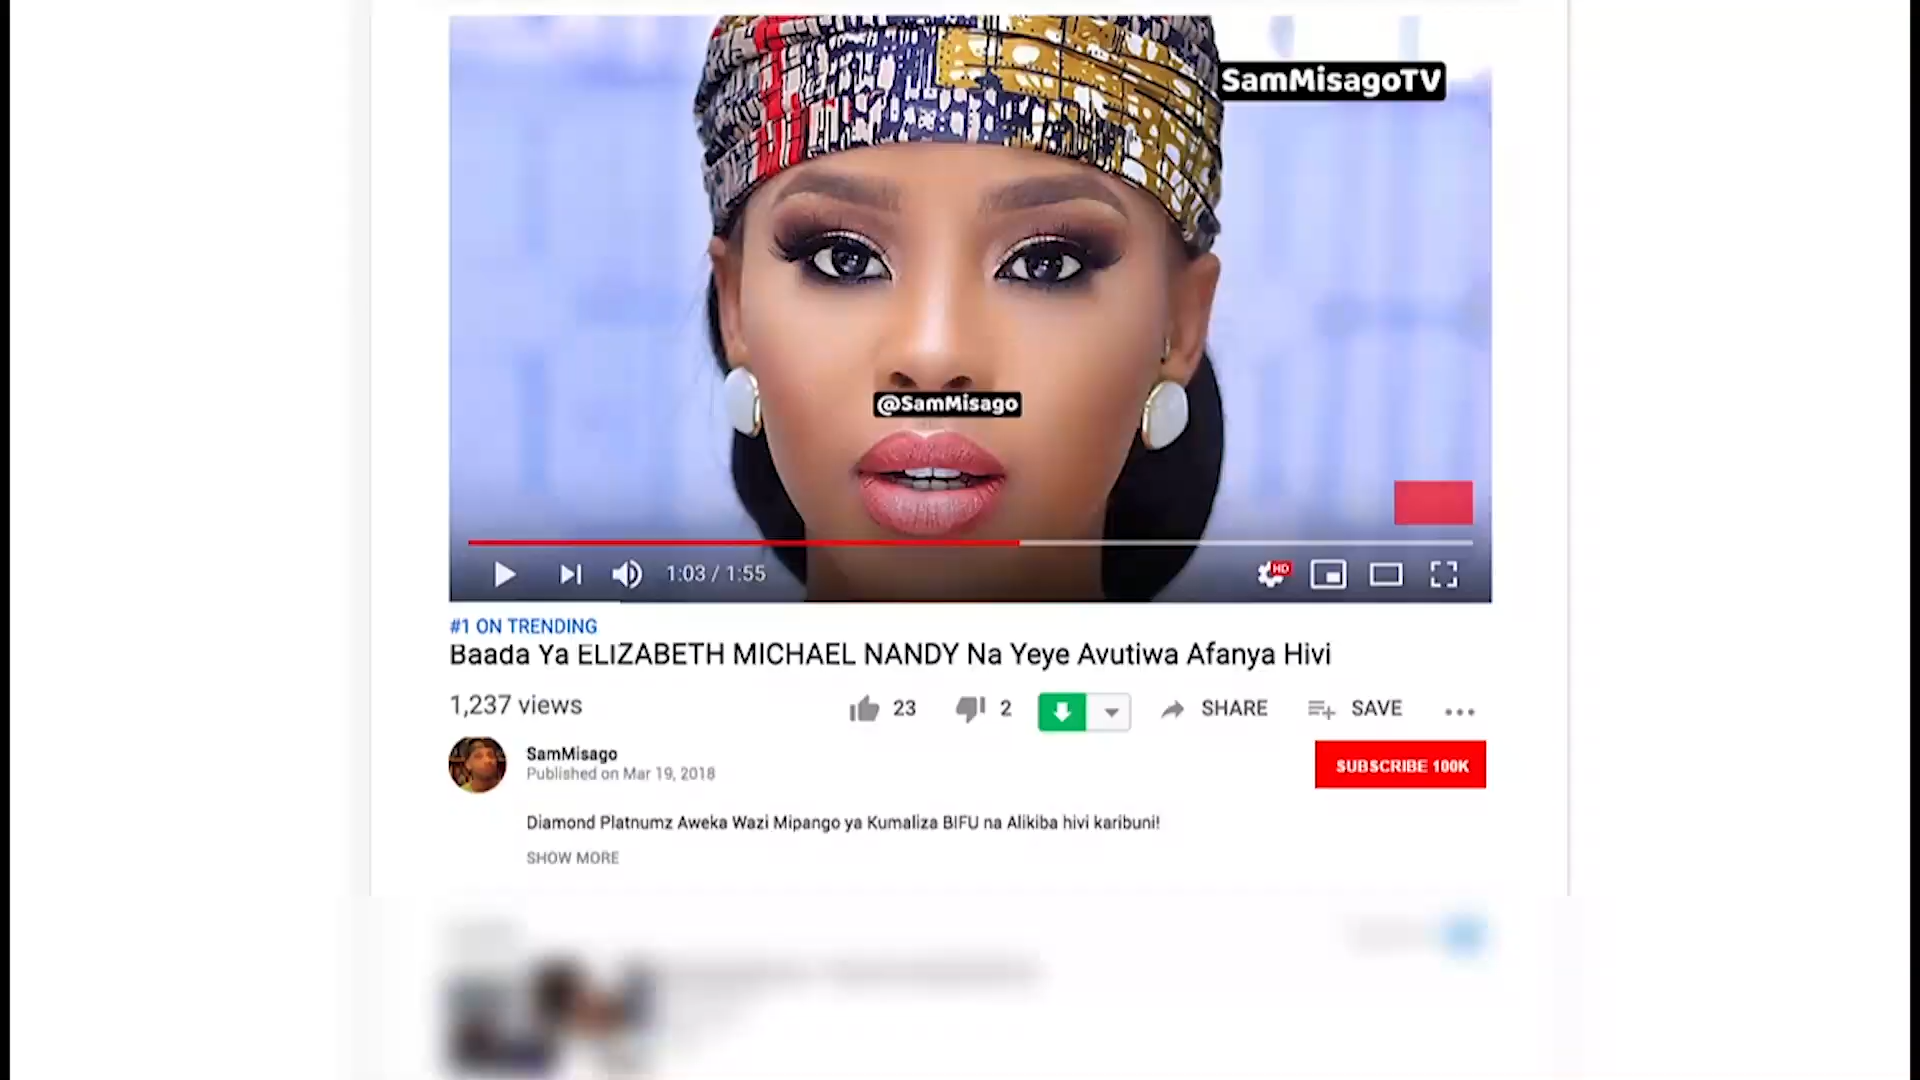 SamMisagoTV
@SamMisago
1:03 / 1:55
HD
#1 ON TRENDING
Baada Ya ELIZABETH MICHAEL NANDY Na Yeye Avutiwa Afanya Hivi
1,237 views
23
2
SHARE
SAVE
SamMisago
Published on Mar 19, 2018
SUBSCRIBE 100K
Diamond Platnumz Aweka Wazi Mipango ya Kumaliza BIFU na Alikiba hivi karibuni!
SHOW MORE